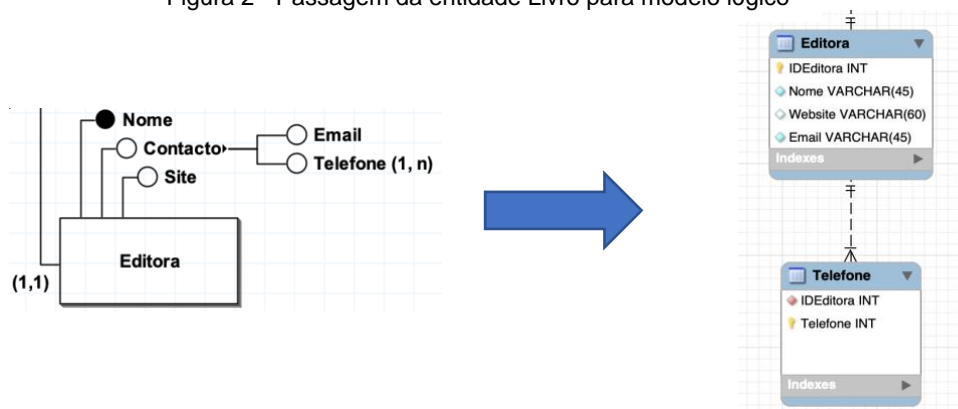 Figura 2 - Passagem da entidade Livro para modelo lógico
Nome
Contacto
Email
Telefone (1, n)
Site
Editora
(1,1)
Editora
IDEditora INT
Nome VARCHAR(45)
Website VARCHAR(60)
Email VARCHAR(45)
Indexes
Telefone
IDEditora INT
Telefone INT
Indexes